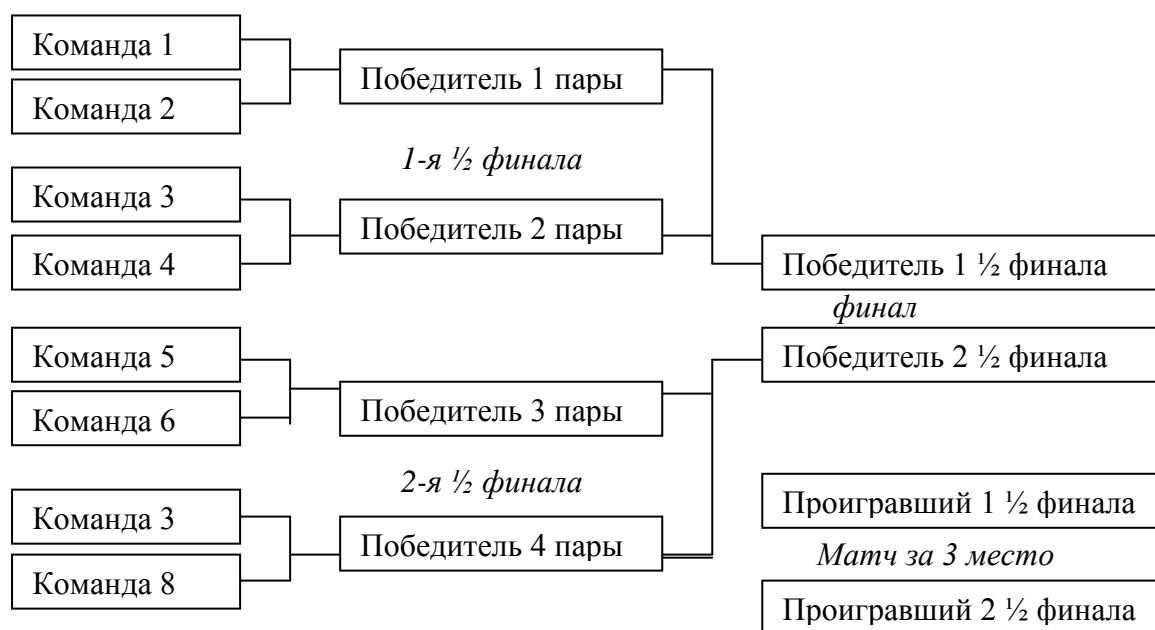 Команда 1
Команда 2
Победитель 1 пары
1-я ½ финала
Команда 3
Команда 4
Победитель 2 пары
Победитель 1 ½ финала
финал
Победитель 2 ½ финала
Команда 5
Команда 6
Победитель 3 пары
2-я ½ финала
Команда 3
Команда 8
Победитель 4 пары
Проигравший 1 ½ финала
Матч за 3 место
Проигравший 2 ½ финала